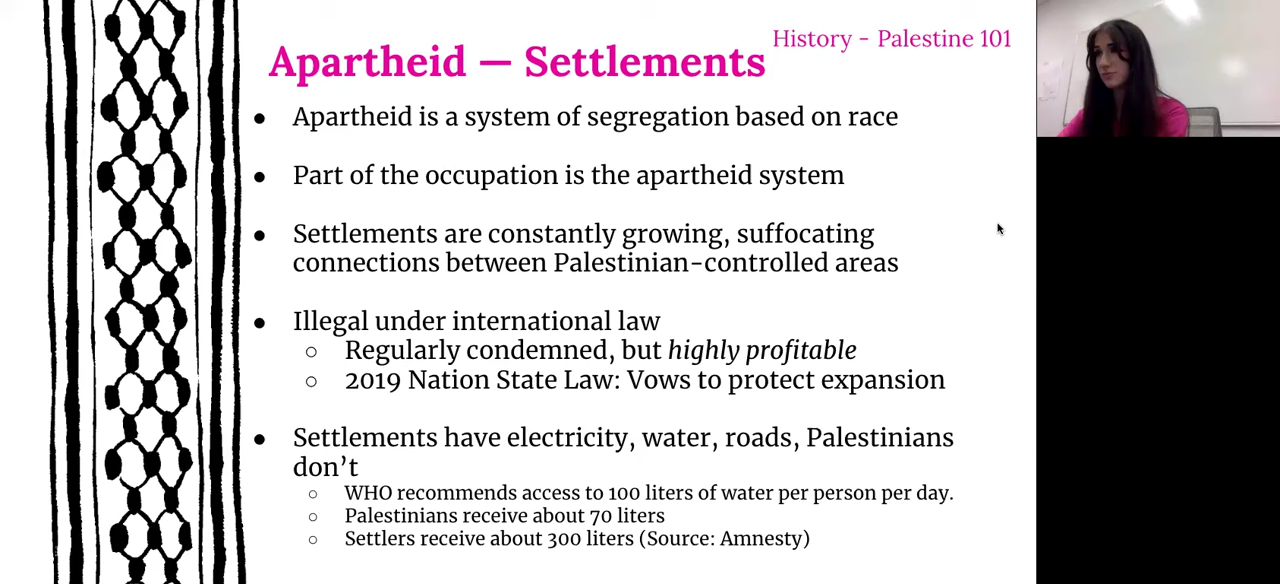 History - Palestine 101
Apartheid — Settlements
● Apartheid is a system of segregation based on race
● Part of the occupation is the apartheid system
● Settlements are constantly growing, suffocating
connections between Palestinian-controlled areas
● Illegal under international law
○ Regularly condemned, but highly profitable
○ 2019 Nation State Law: Vows to protect expansion
● Settlements have electricity, water, roads, Palestinians
don’t
○ WHO recommends access to 100 liters of water per person per day.
○ Palestinians receive about 70 liters
○ Settlers receive about 300 liters (Source: Amnesty)